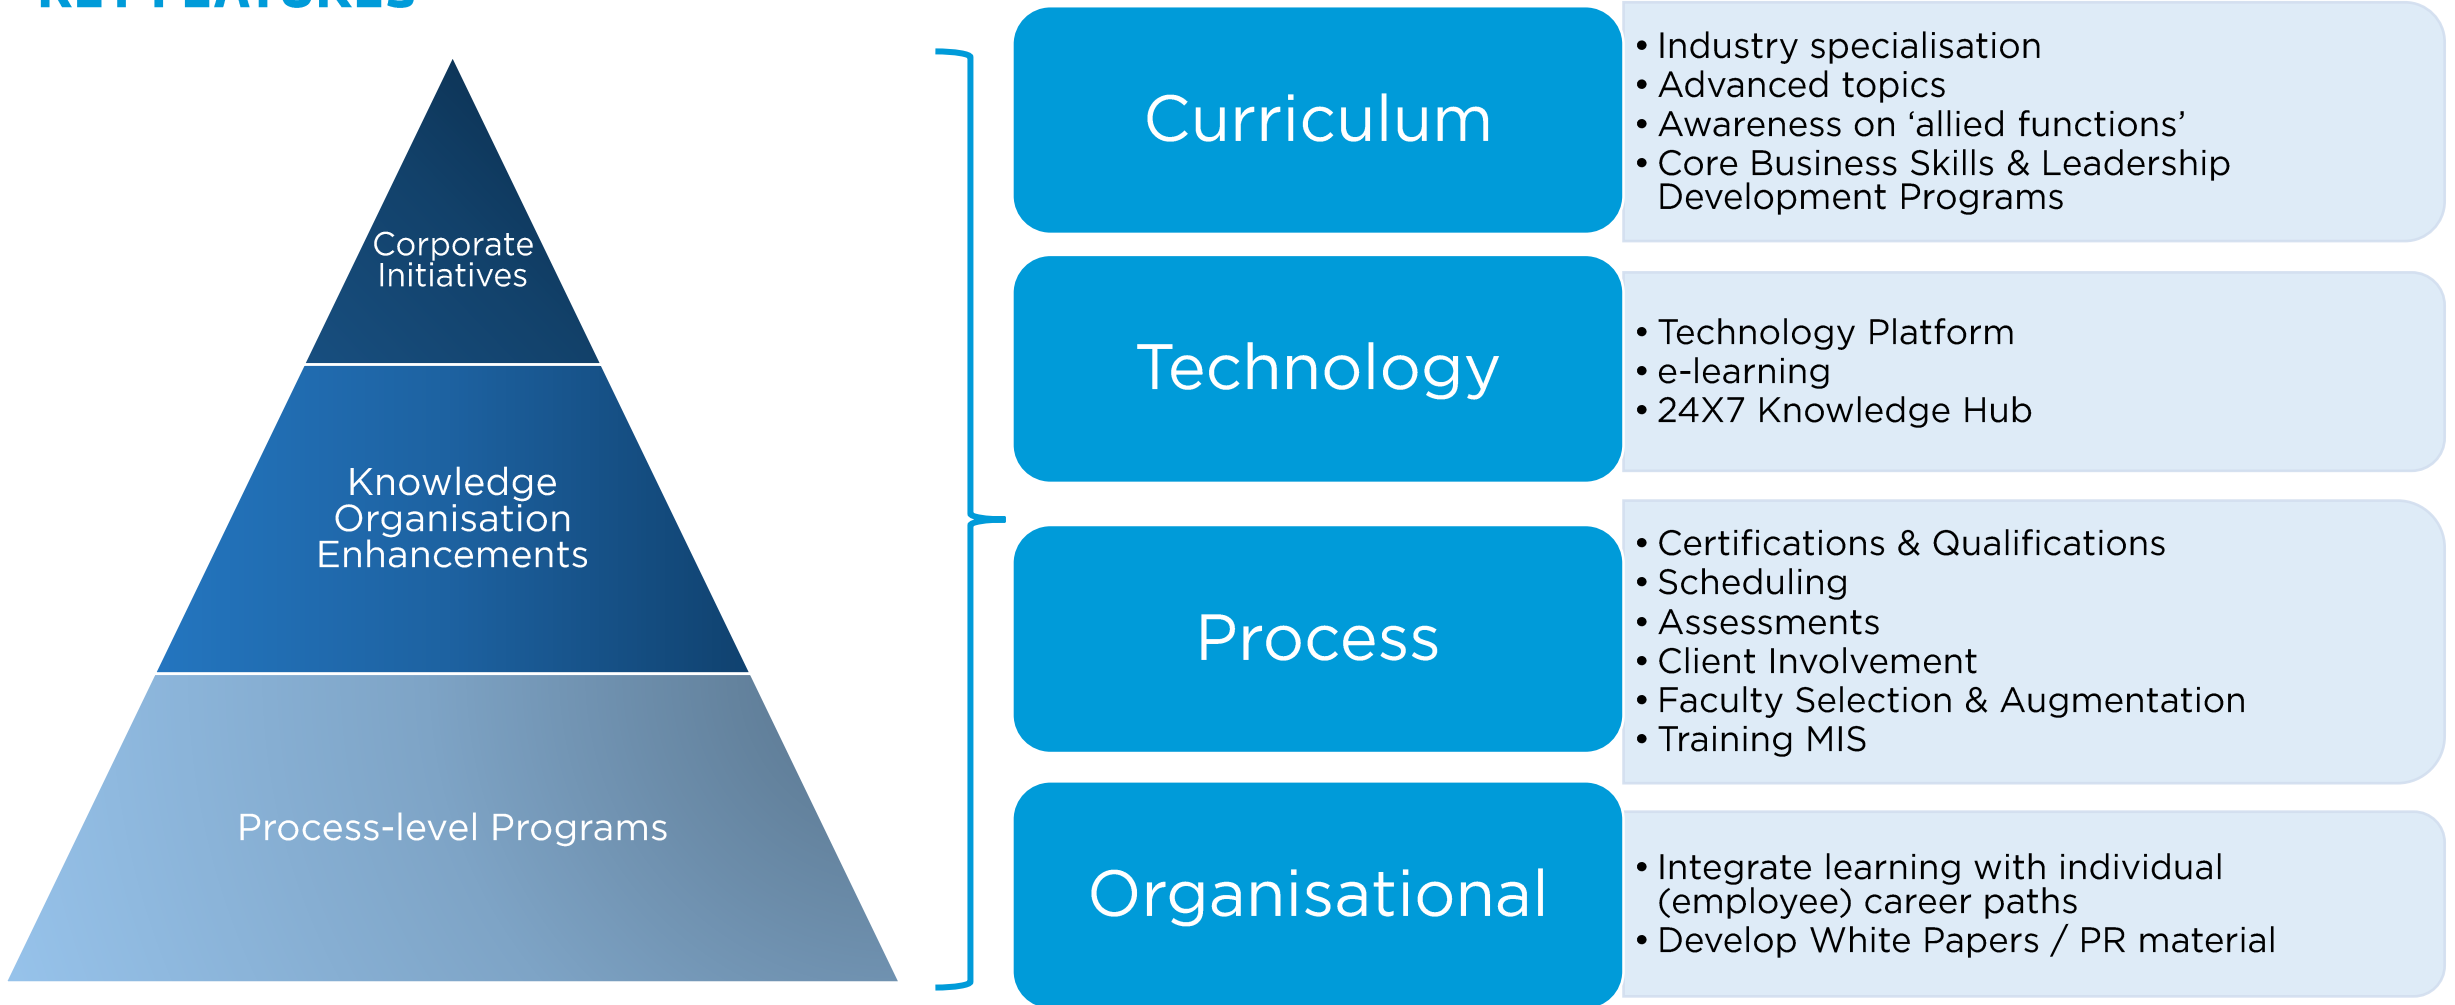 KEY FEATURES
Corporate
Initiatives
Knowledge
Organisation
Enhancements
Process-level Programs
Curriculum
• Industry specialisation
• Advanced topics
• Awareness on ‘allied functions’
• Core Business Skills & Leadership
Development Programs
Technology
• Technology Platform
• e-learning
• 24X7 Knowledge Hub
Process
• Certifications & Qualifications
• Scheduling
• Assessments
• Client Involvement
• Faculty Selection & Augmentation
• Training MIS
Organisational
• Integrate learning with individual
(employee) career paths
• Develop White Papers / PR material